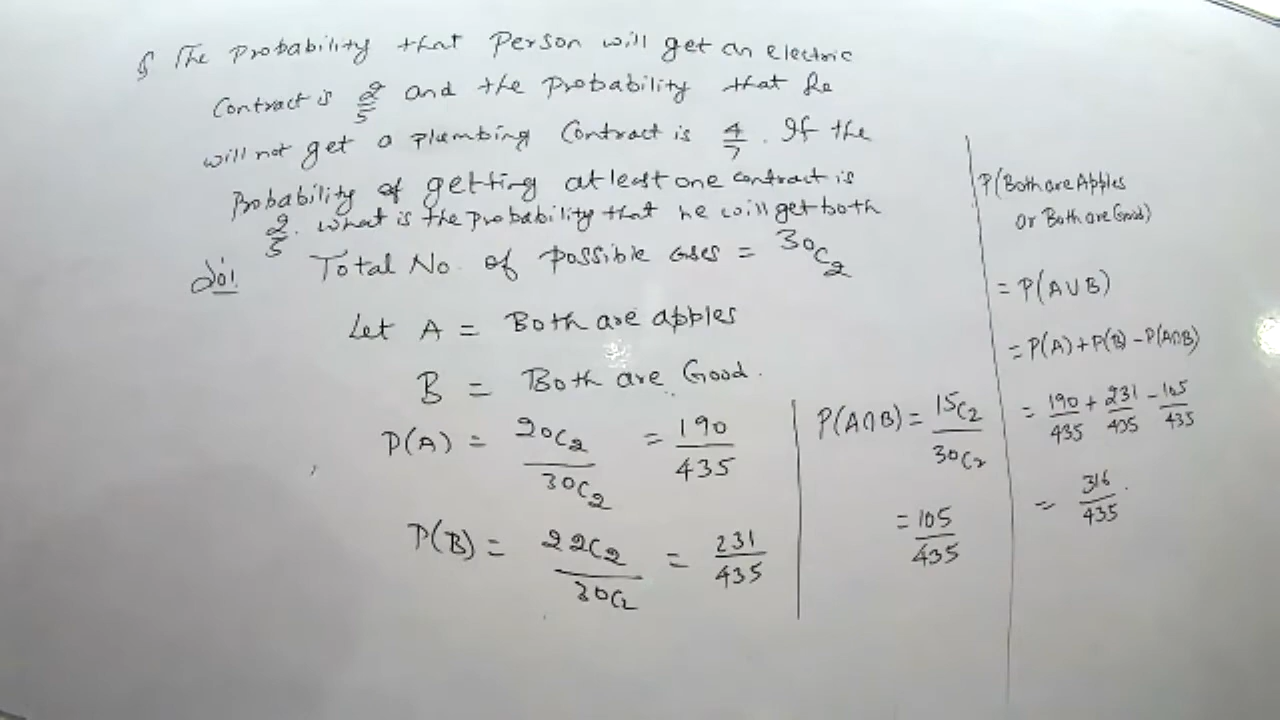 Q The Probability that Person will get an electric
Contract is 2/5 and the Probability that he
will not get a plumbing Contract is 4/7. If the
Probability of getting atleast one contract is
2/5. What is the Probability that he will get both
Sol: Total No. of possible Cases = 30C2
Let A = Both are apples
B = Both are Good.
P(A) = 20C2/30C2 = 190/435
P(B) = 22C2/30C2 = 231/435
P(A∩B) = 15C2/30C2
= 105/435
P(Both are Apples
or Both are Good)
= P(A∪B)
= P(A) + P(B) - P(A∩B)
= 190/435 + 231/435 - 105/435
= 316/435.